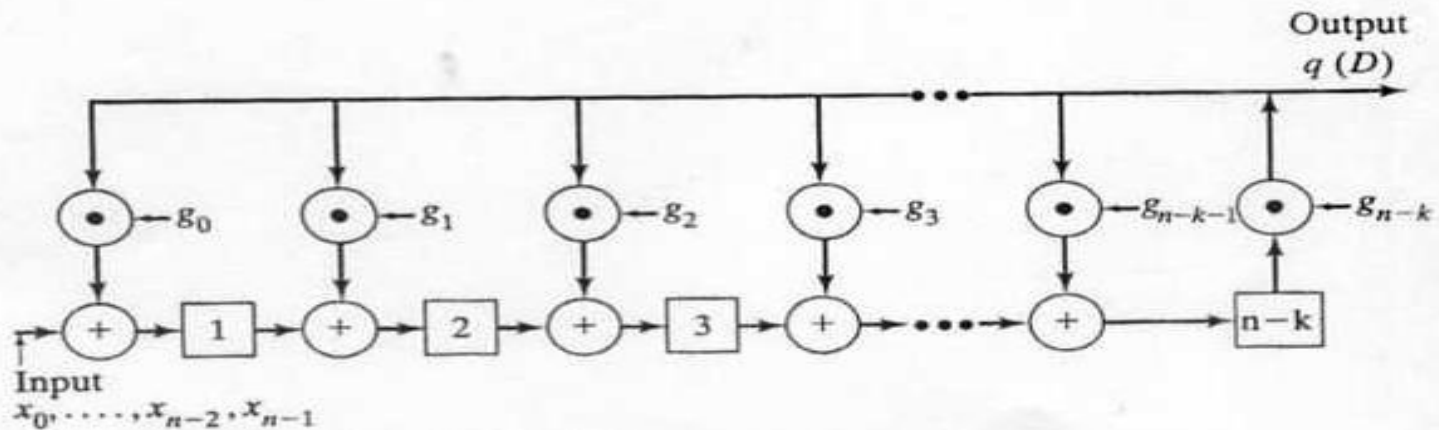 Output
q (D)
g₀ g₁ g₂ g₃ gₙ₋ₖ₋₁ gₙ₋ₖ
+ 1 + 2 + 3 + ••• + n−k
Input
x₀, . . . . , xₙ₋₂, xₙ₋₁